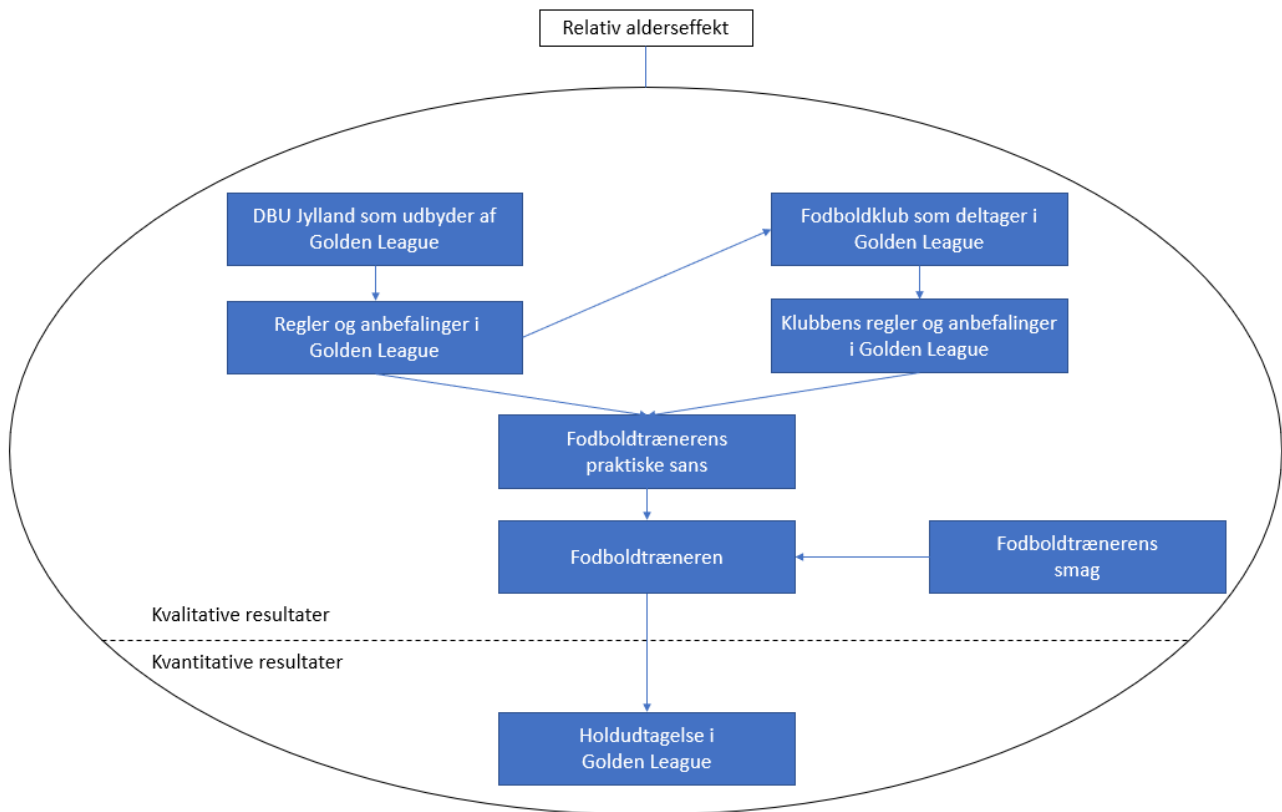 Relativ alderseffekt
DBU Jylland som udbyder af
Golden League
Fodboldklub som deltager i
Golden League
Regler og anbefalinger i
Golden League
Klubbens regler og anbefalinger
i Golden League
Fodboldtrænerens
praktiske sans
Fodboldtræneren
Fodboldtrænerens
smag
Kvalitative resultater
Kvantitative resultater
Holdudtagelse i
Golden League